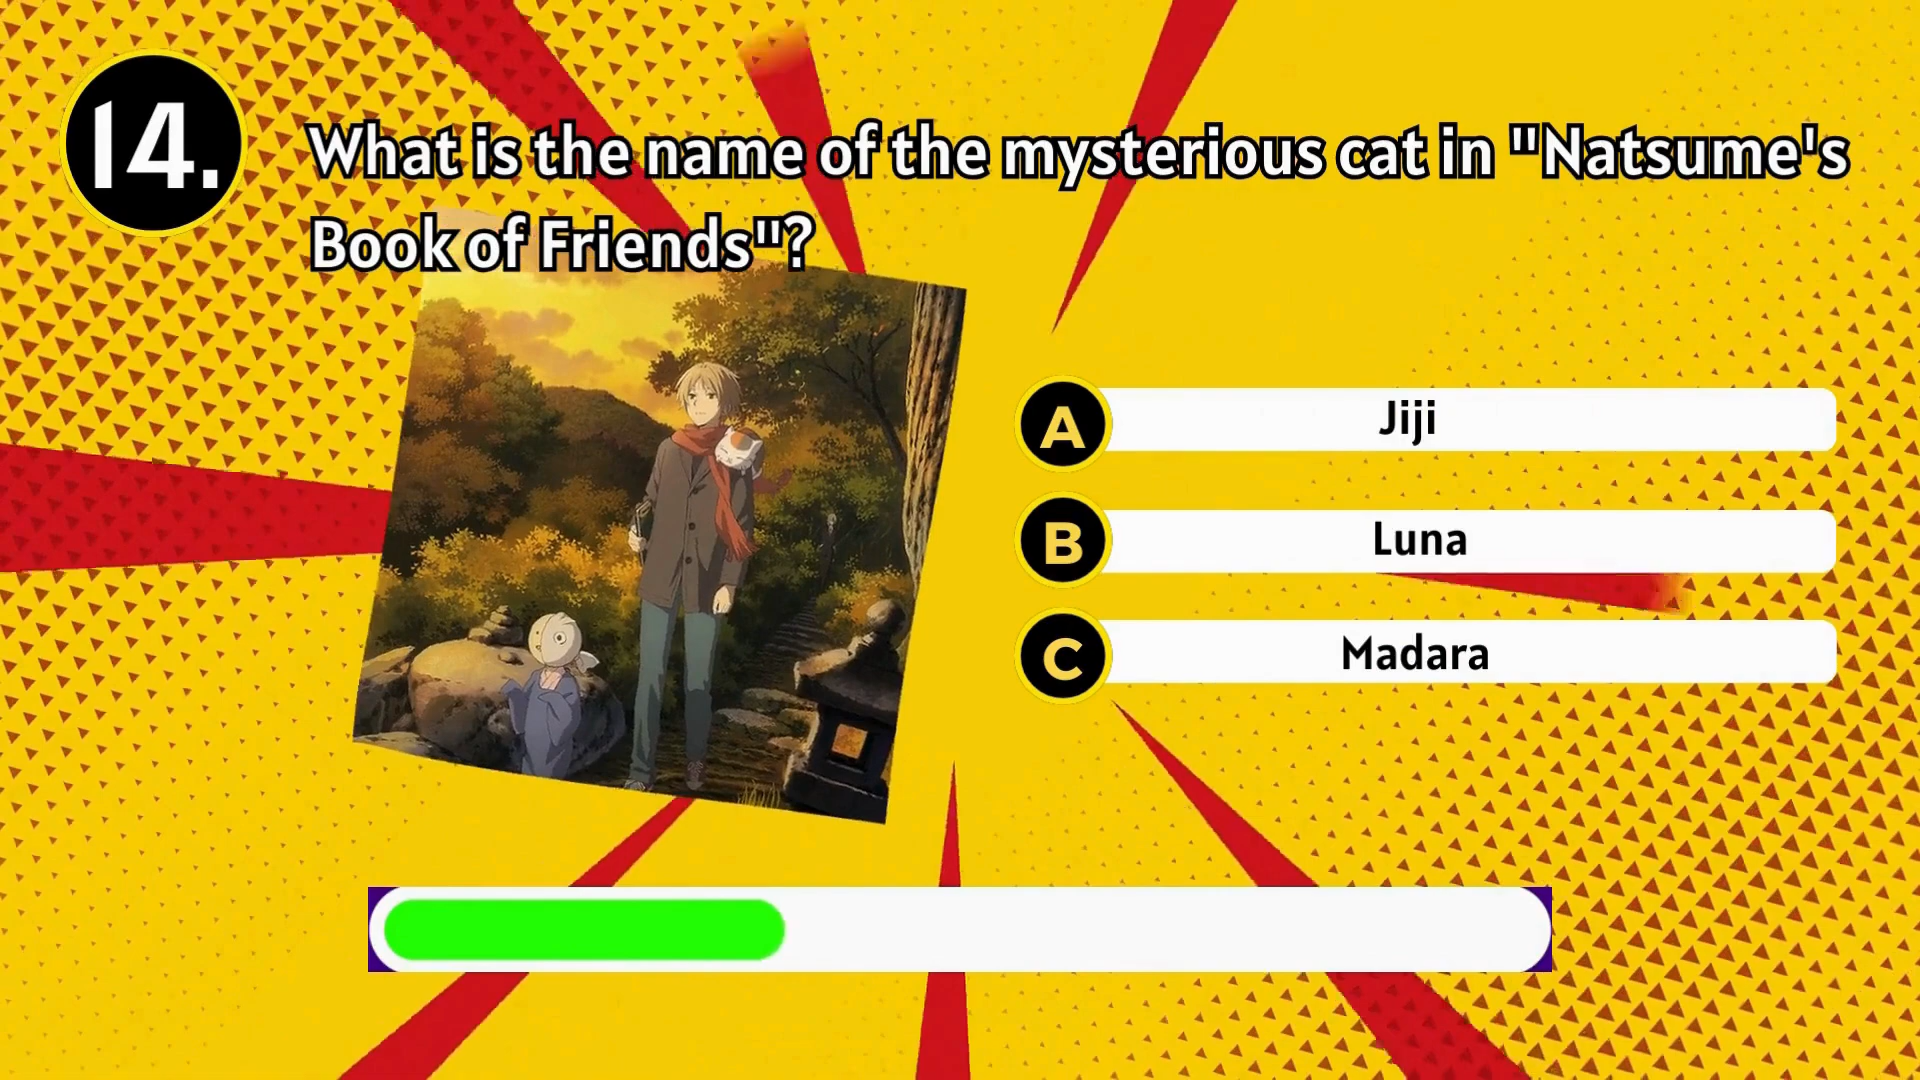 14.
What is the name of the mysterious cat in "Natsume's
Book of Friends"?
A Jiji
B Luna
C Madara